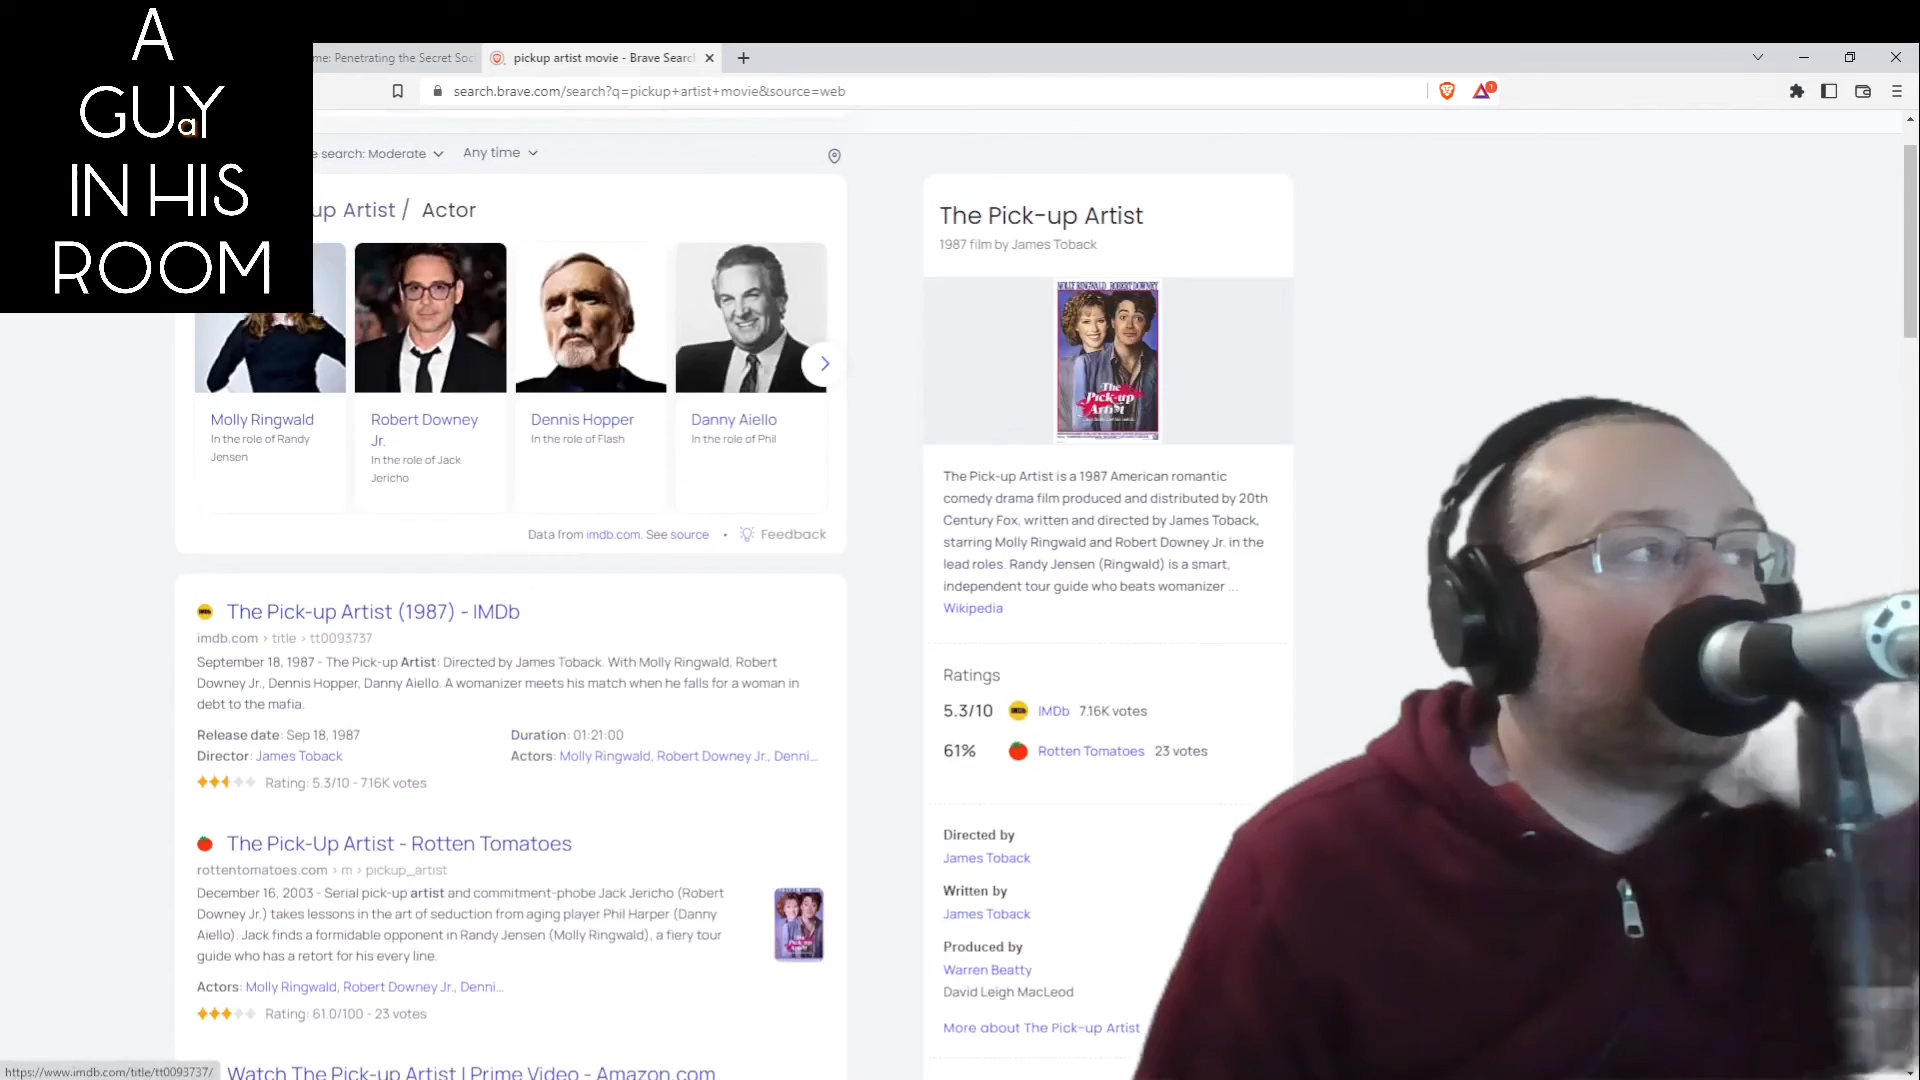 A
GUaY
IN HIS
ROOM
me: Penetrating the Secret Soc
pickup artist movie - Brave Search
search.brave.com/search?q=pickup+artist+movie&source=web
1
e search: Moderate
Any time
up Artist / Actor
Molly Ringwald
In the role of Randy
Jensen
Robert Downey
Jr.
In the role of Jack
Jericho
Dennis Hopper
In the role of Flash
Danny Aiello
In the role of Phil
Data from imdb.com. See source • Feedback
The Pick-up Artist (1987) - IMDb
imdb.com › title › tt0093737
September 18, 1987 - The Pick-up Artist: Directed by James Toback. With Molly Ringwald, Robert
Downey Jr., Dennis Hopper, Danny Aiello. A womanizer meets his match when he falls for a woman in
debt to the mafia.
Release date: Sep 18, 1987
Duration: 01:21:00
Director: James Toback
Actors: Molly Ringwald, Robert Downey Jr., Denni...
Rating: 5.3/10 - 7.16K votes
The Pick-Up Artist - Rotten Tomatoes
rottentomatoes.com › m › pickup_artist
December 16, 2003 - Serial pick-up artist and commitment-phobe Jack Jericho (Robert
Downey Jr.) takes lessons in the art of seduction from aging player Phil Harper (Danny
Aiello). Jack finds a formidable opponent in Randy Jensen (Molly Ringwald), a fiery tour
guide who has a retort for his every line.
Actors: Molly Ringwald, Robert Downey Jr., Denni...
Rating: 61.0/100 - 23 votes
Watch The Pick-up Artist | Prime Video - Amazon.com
https://www.imdb.com/title/tt0093737/
The Pick-up Artist
1987 film by James Toback
MOLLY RINGWALD ROBERT DOWNEY
The
Pick-up
Artist
The Pick-up Artist is a 1987 American romantic
comedy drama film produced and distributed by 20th
Century Fox, written and directed by James Toback,
starring Molly Ringwald and Robert Downey Jr. in the
lead roles. Randy Jensen (Ringwald) is a smart,
independent tour guide who beats womanizer ...
Wikipedia
Ratings
5.3/10 IMDb 7.16K votes
61% Rotten Tomatoes 23 votes
Directed by
James Toback
Written by
James Toback
Produced by
Warren Beatty
David Leigh MacLeod
More about The Pick-up Artist